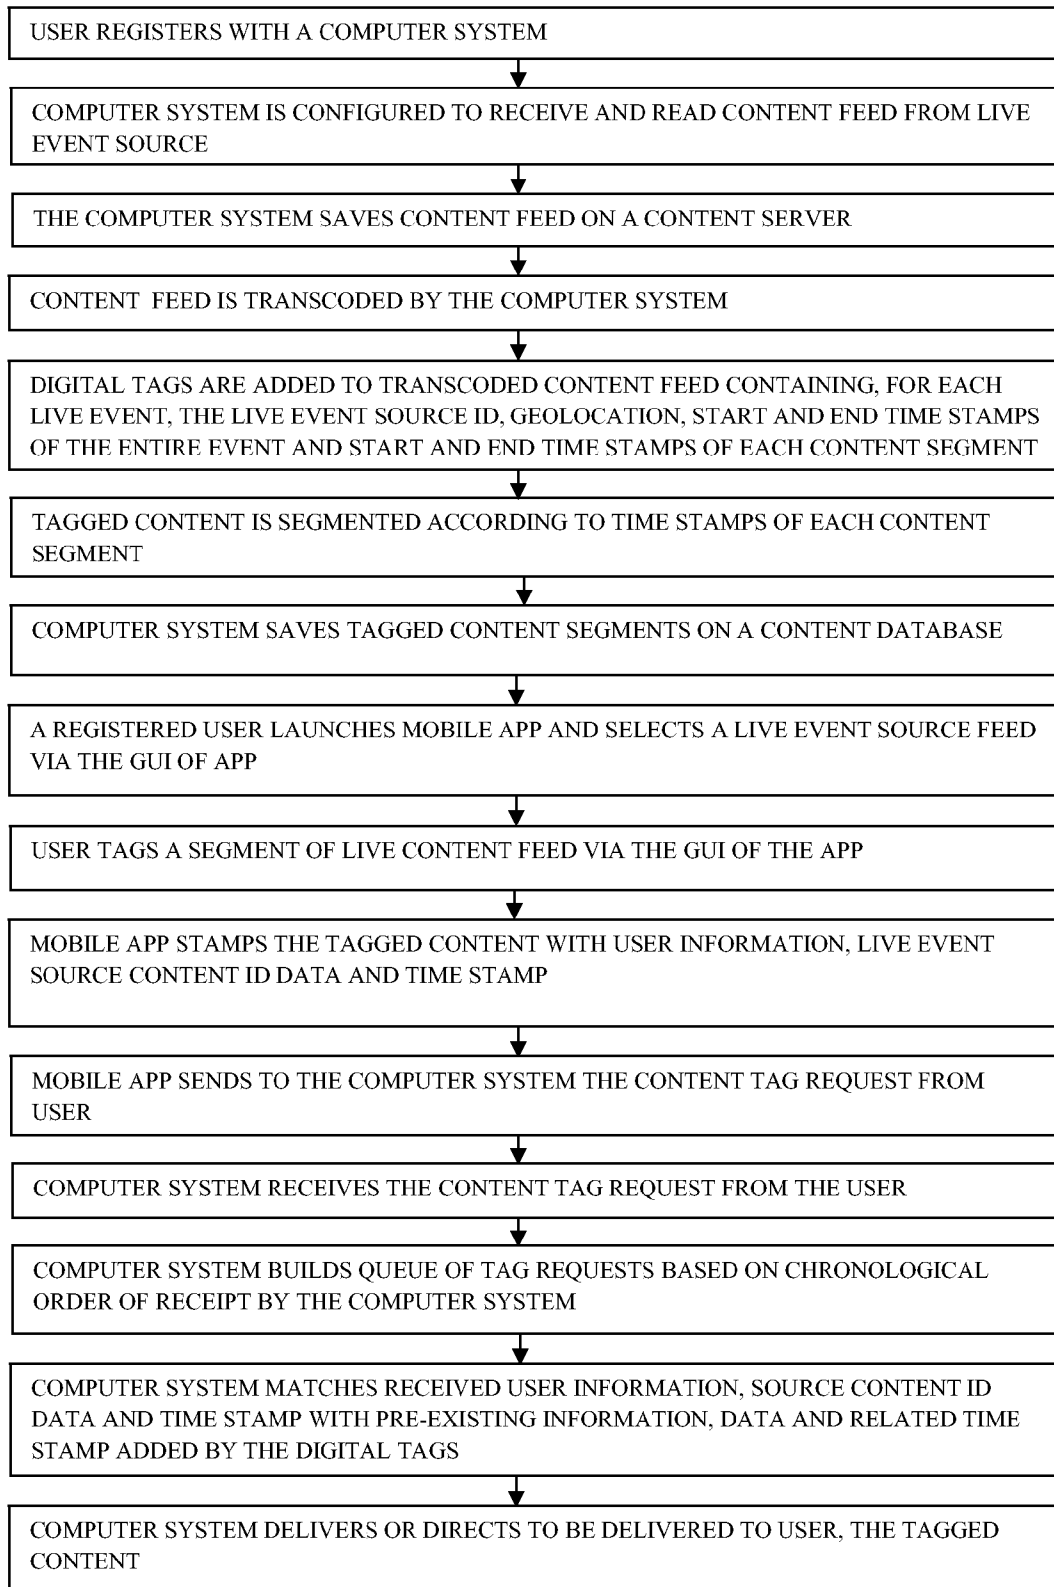 USER REGISTERS WITH A COMPUTER SYSTEM
COMPUTER SYSTEM IS CONFIGURED TO RECEIVE AND READ CONTENT FEED FROM LIVE
EVENT SOURCE
THE COMPUTER SYSTEM SAVES CONTENT FEED ON A CONTENT SERVER
CONTENT FEED IS TRANSCODED BY THE COMPUTER SYSTEM
DIGITAL TAGS ARE ADDED TO TRANSCODED CONTENT FEED CONTAINING, FOR EACH
LIVE EVENT, THE LIVE EVENT SOURCE ID, GEOLOCATION, START AND END TIME STAMPS
OF THE ENTIRE EVENT AND START AND END TIME STAMPS OF EACH CONTENT SEGMENT
TAGGED CONTENT IS SEGMENTED ACCORDING TO TIME STAMPS OF EACH CONTENT
SEGMENT
COMPUTER SYSTEM SAVES TAGGED CONTENT SEGMENTS ON A CONTENT DATABASE
A REGISTERED USER LAUNCHES MOBILE APP AND SELECTS A LIVE EVENT SOURCE FEED
VIA THE GUI OF APP
USER TAGS A SEGMENT OF LIVE CONTENT FEED VIA THE GUI OF THE APP
MOBILE APP STAMPS THE TAGGED CONTENT WITH USER INFORMATION, LIVE EVENT
SOURCE CONTENT ID DATA AND TIME STAMP
MOBILE APP SENDS TO THE COMPUTER SYSTEM THE CONTENT TAG REQUEST FROM
USER
COMPUTER SYSTEM RECEIVES THE CONTENT TAG REQUEST FROM THE USER
COMPUTER SYSTEM BUILDS QUEUE OF TAG REQUESTS BASED ON CHRONOLOGICAL
ORDER OF RECEIPT BY THE COMPUTER SYSTEM
COMPUTER SYSTEM MATCHES RECEIVED USER INFORMATION, SOURCE CONTENT ID
DATA AND TIME STAMP WITH PRE-EXISTING INFORMATION, DATA AND RELATED TIME
STAMP ADDED BY THE DIGITAL TAGS
COMPUTER SYSTEM DELIVERS OR DIRECTS TO BE DELIVERED TO USER, THE TAGGED
CONTENT